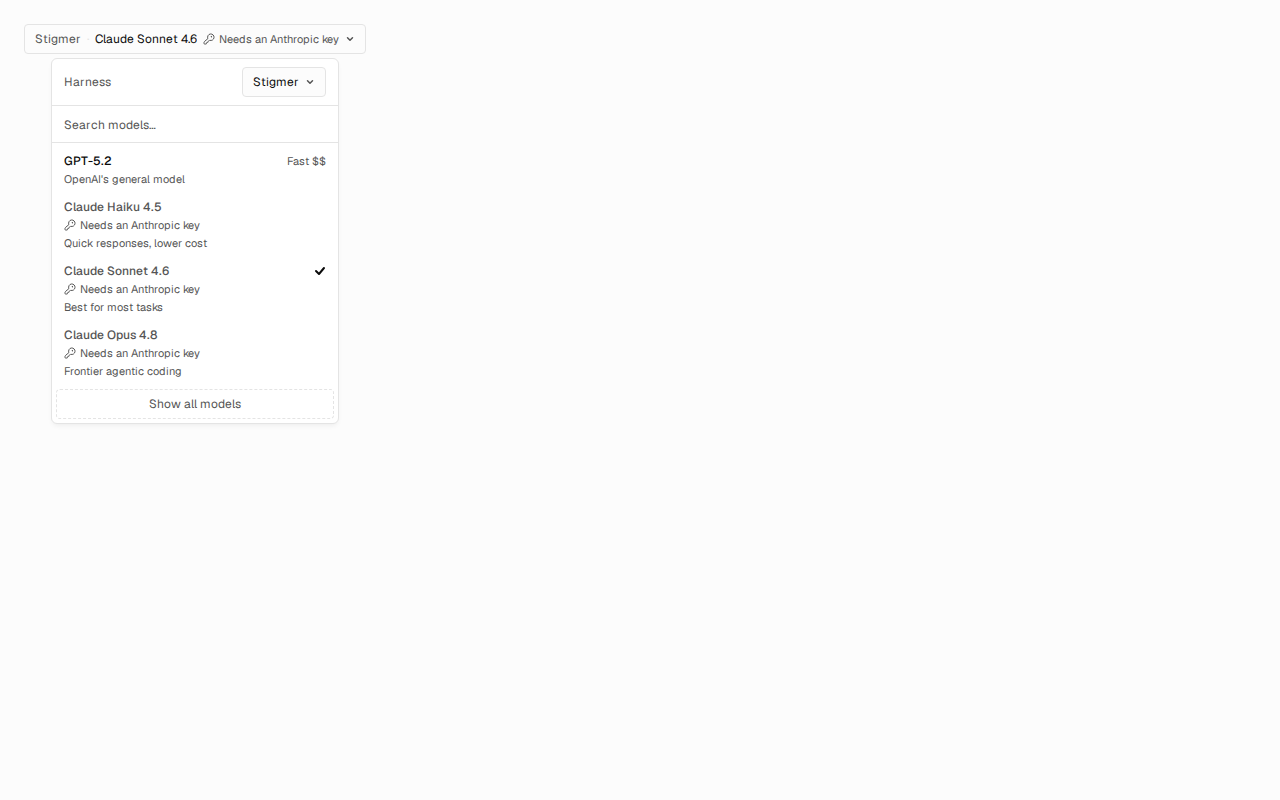 Stigmer · Claude Sonnet 4.6 Needs an Anthropic key
Harness Stigmer
Search models…
GPT-5.2 Fast $$
OpenAI's general model
Claude Haiku 4.5
Needs an Anthropic key
Quick responses, lower cost
Claude Sonnet 4.6
Needs an Anthropic key
Best for most tasks
Claude Opus 4.8
Needs an Anthropic key
Frontier agentic coding
Show all models